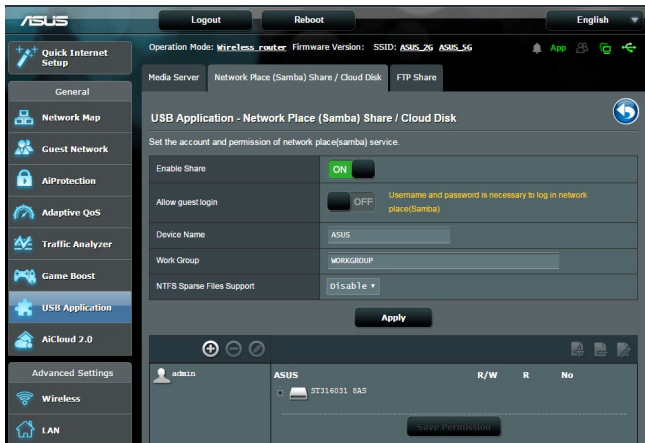 ASUS
Logout
Reboot
English
Quick Internet
Setup
Operation Mode: Wireless router Firmware Version: SSID: ASUS_2G ASUS_5G
App
Media Server
Network Place (Samba) Share / Cloud Disk
FTP Share
General
Network Map
Guest Network
AiProtection
Adaptive QoS
Traffic Analyzer
Game Boost
USB Application
AiCloud 2.0
Advanced Settings
Wireless
LAN
USB Application - Network Place (Samba) Share / Cloud Disk
Set the account and permission of network place(samba) service.
Enable Share
ON
Allow guest login
OFF
Username and password is necessary to log in network
place(Samba)
Device Name
ASUS
Work Group
WORKGROUP
NTFS Sparse Files Support
Disable
Apply
admin
ASUS
R/W
R
No
ST316031 8AS
Save Permission